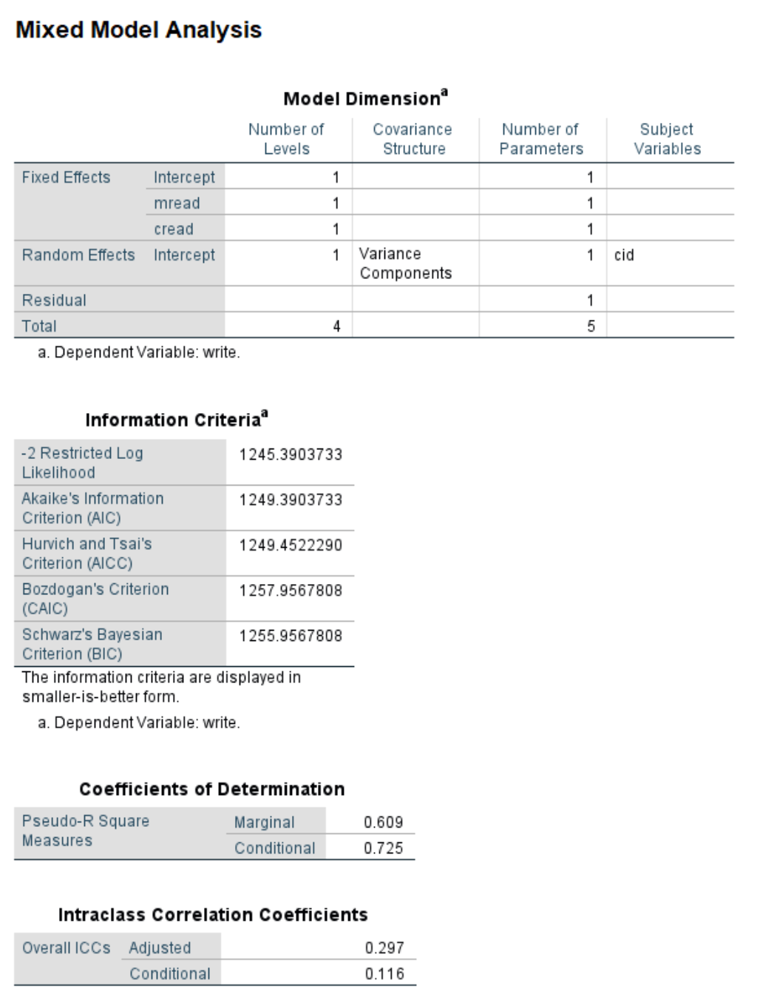 Mixed Model Analysis
Model Dimensionᵃ
Number of Levels Covariance Structure Number of Parameters Subject Variables
Fixed Effects Intercept 1 1
mread 1 1
cread 1 1
Random Effects Intercept 1 Variance Components 1 cid
Residual 1
Total 4 5
a. Dependent Variable: write.
Information Criteriaᵃ
-2 Restricted Log Likelihood 1245.3903733
Akaike's Information Criterion (AIC) 1249.3903733
Hurvich and Tsai's Criterion (AICC) 1249.4522290
Bozdogan's Criterion (CAIC) 1257.9567808
Schwarz's Bayesian Criterion (BIC) 1255.9567808
The information criteria are displayed in
smaller-is-better form.
a. Dependent Variable: write.
Coefficients of Determination
Pseudo-R Square Measures Marginal 0.609
Conditional 0.725
Intraclass Correlation Coefficients
Overall ICCs Adjusted 0.297
Conditional 0.116